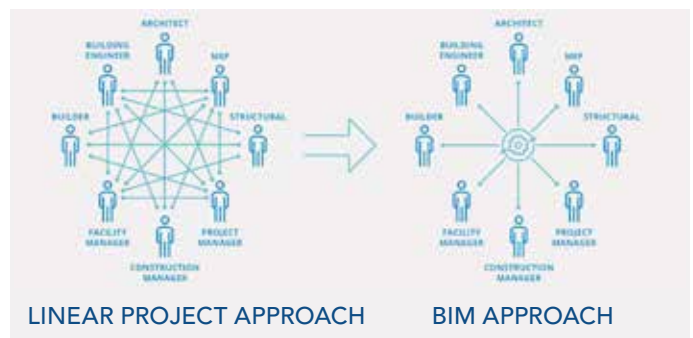 ARCHITECT
BUILDING
ENGINEER
MEP
BUILDER
STRUCTURAL
FACILITY
MANAGER
PROJECT
MANAGER
CONSTRUCTION
MANAGER
LINEAR PROJECT APPROACH
ARCHITECT
BUILDING
ENGINEER
MEP
BUILDER
STRUCTURAL
FACILITY
MANAGER
PROJECT
MANAGER
CONSTRUCTION
MANAGER
BIM APPROACH